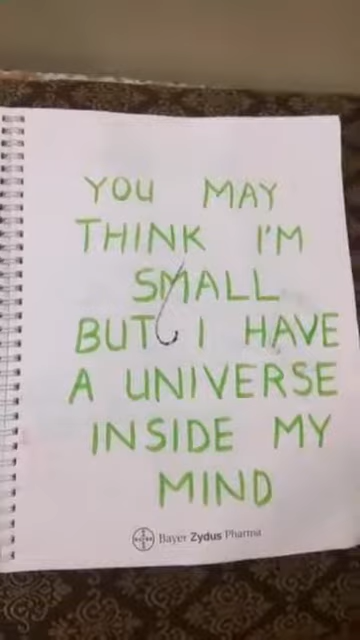 YOU MAY
THINK I'M
SMALL
BUT I HAVE
A UNIVERSE
INSIDE MY
MIND
Bayer Zydus Pharma